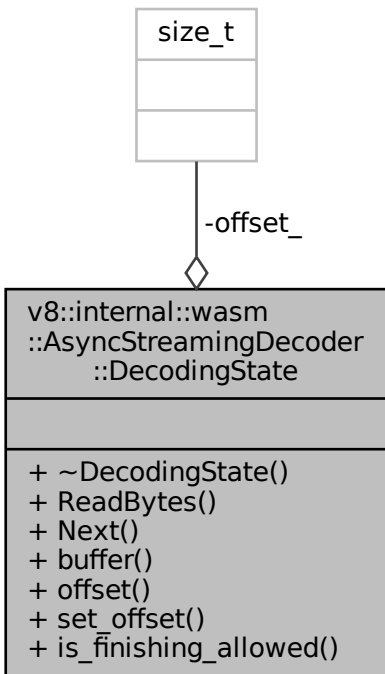 size_t
-offset_
v8::internal::wasm
::AsyncStreamingDecoder
::DecodingState
+ ~DecodingState()
+ ReadBytes()
+ Next()
+ buffer()
+ offset()
+ set_offset()
+ is_finishing_allowed()